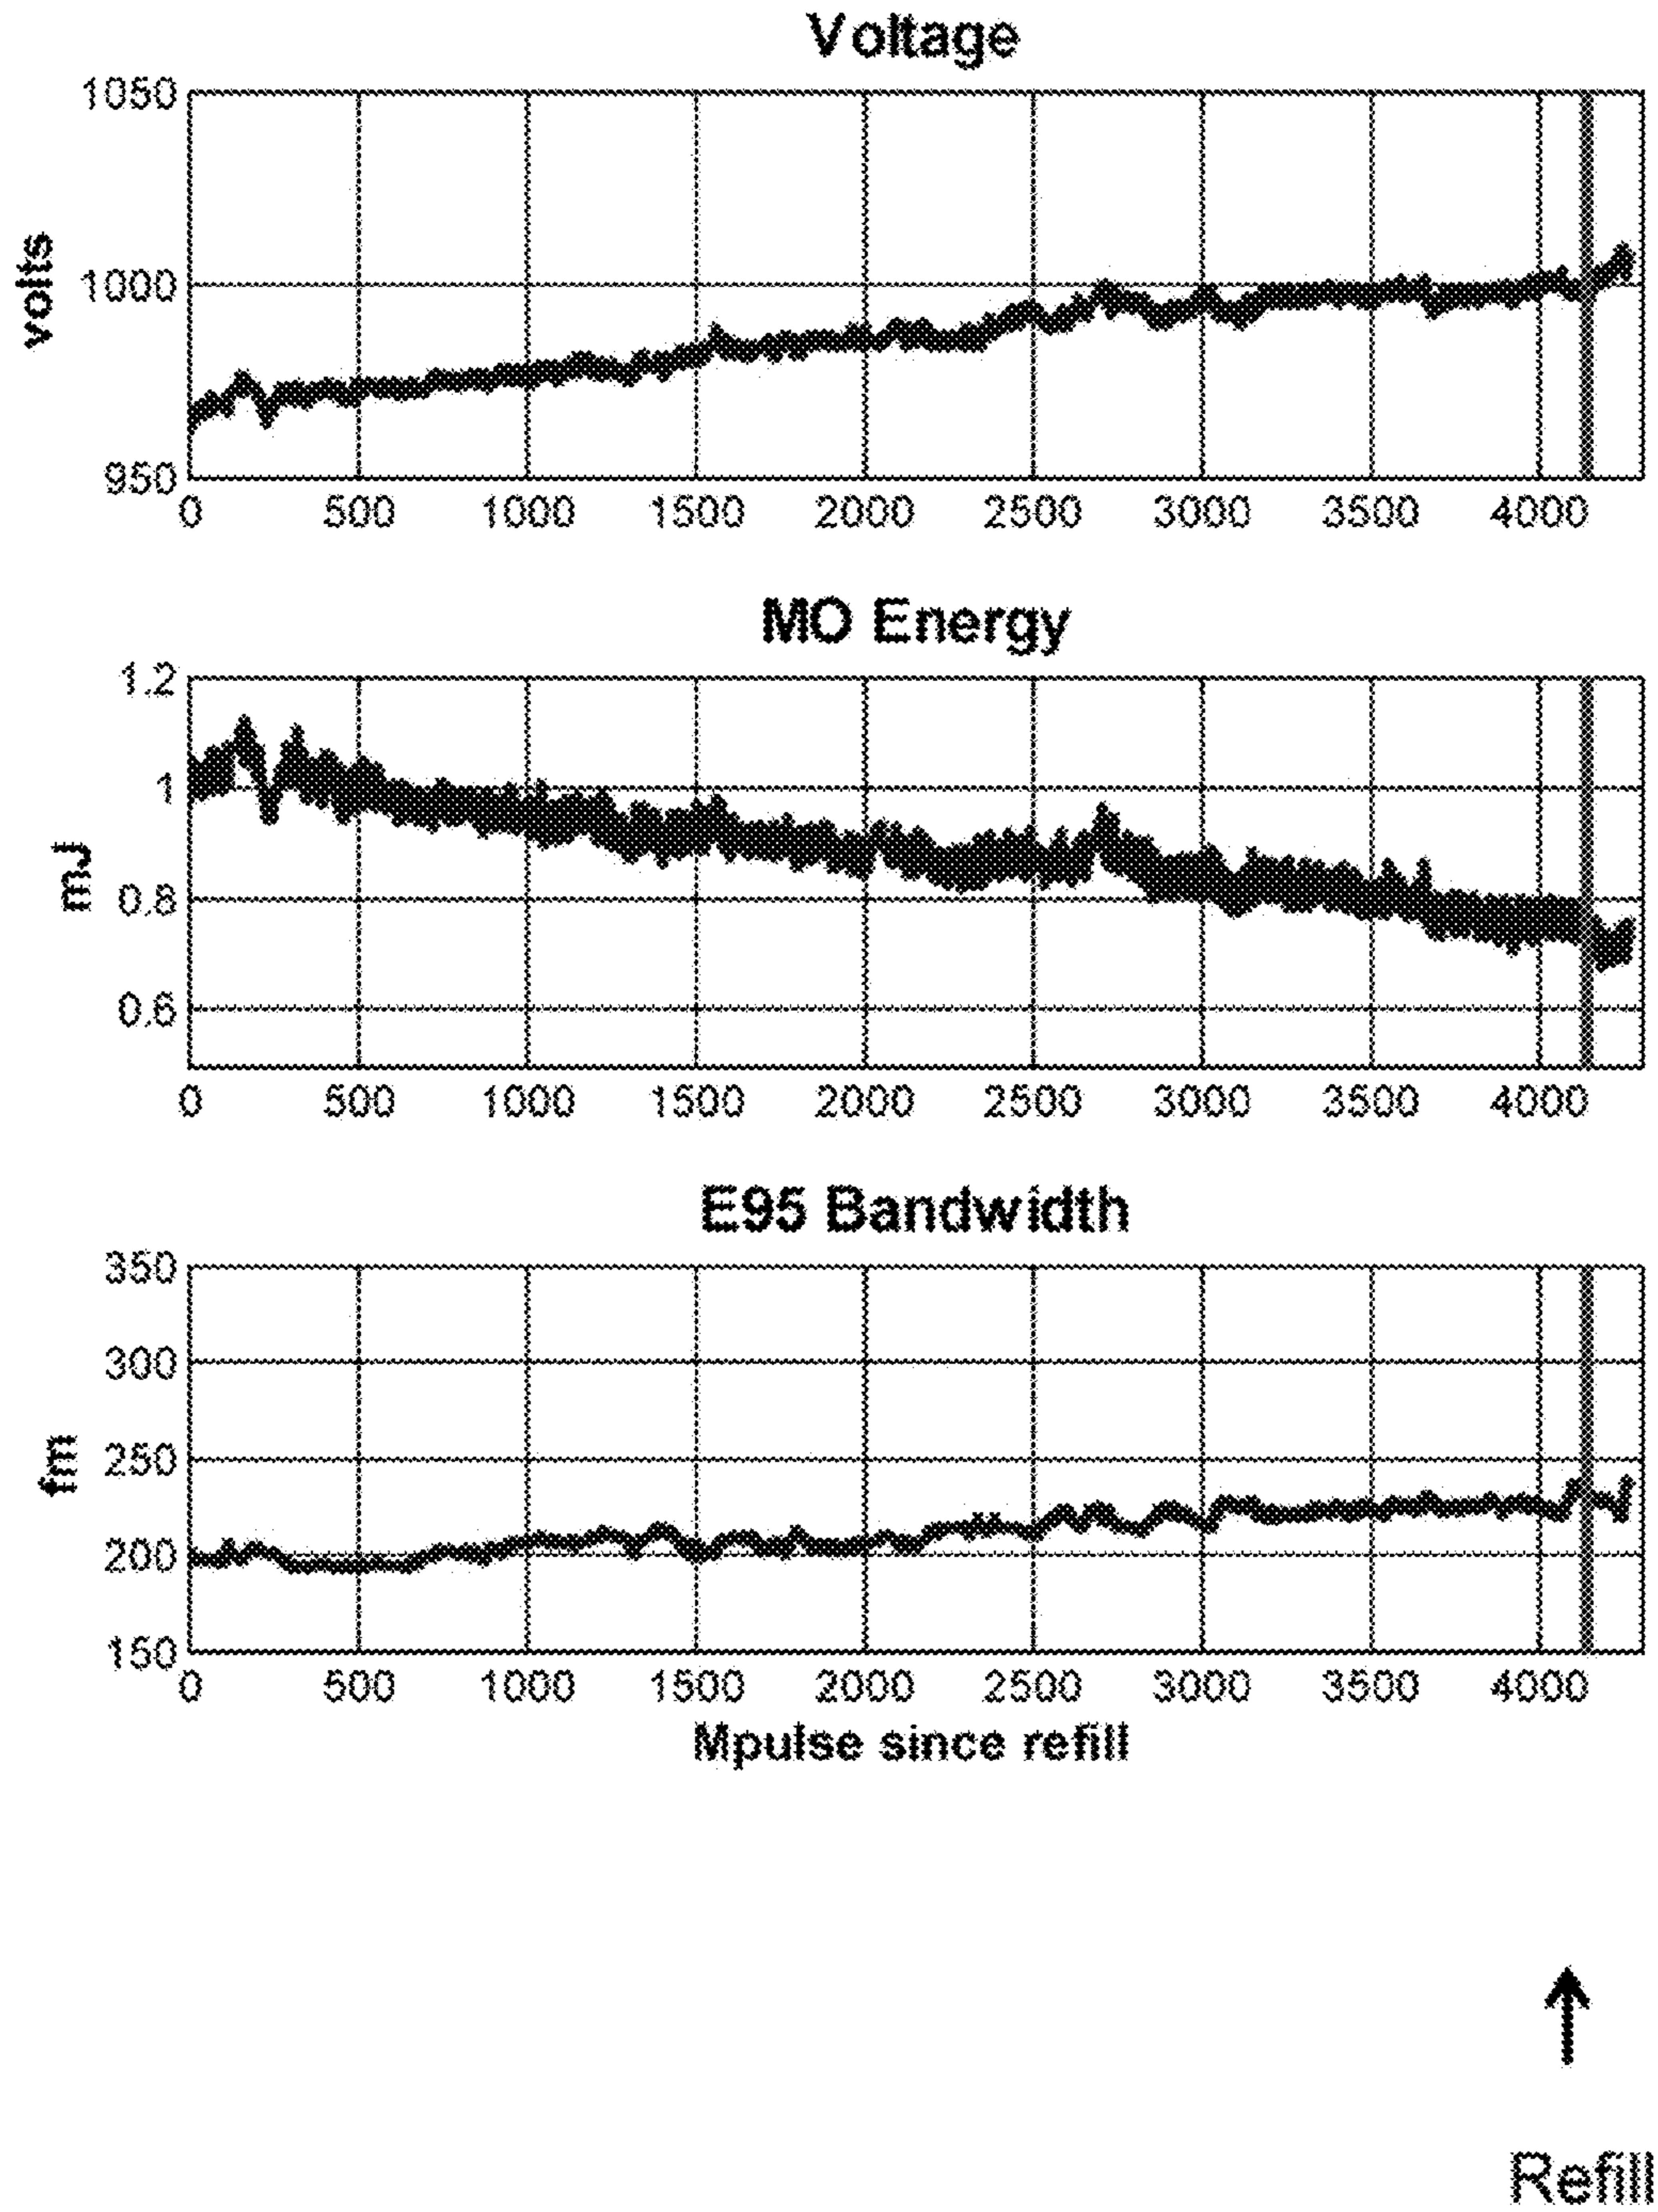 Voltage
1050
1000
950
volts
0 500 1000 1500 2000 2500 3000 3500 4000
MO Energy
1.2
1
0.8
0.6
mJ
0 500 1000 1500 2000 2500 3000 3500 4000
E95 Bandwidth
350
300
250
200
150
fm
0 500 1000 1500 2000 2500 3000 3500 4000
Mpulse since refill
Refill